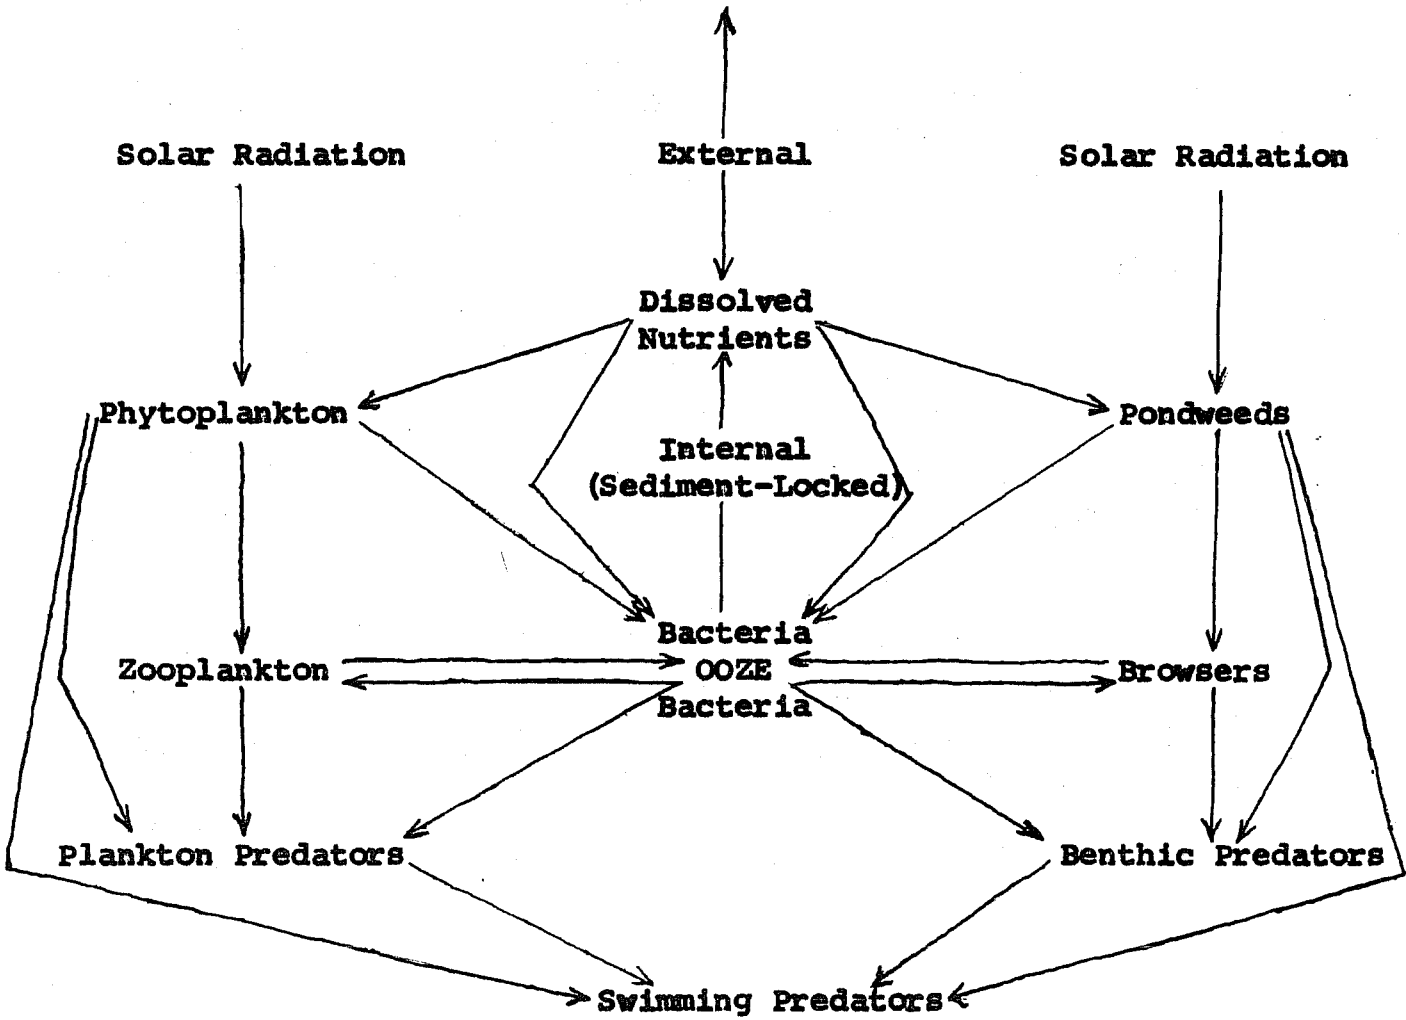 Solar Radiation
External
Solar Radiation
Dissolved
Nutrients
Phytoplankton
Pondweeds
Internal
(Sediment-Locked)
Bacteria
Zooplankton
OOZE
Browsers
Bacteria
Plankton Predators
Benthic Predators
Swimming Predators